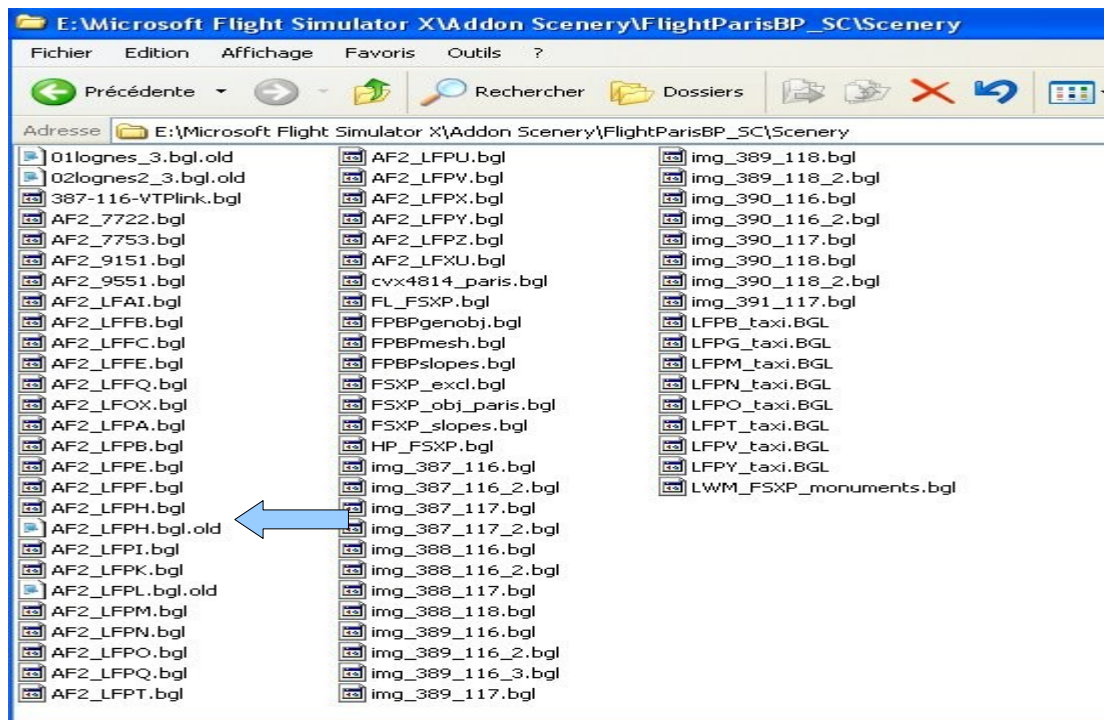 E:\Microsoft Flight Simulator X\Addon Scenery\FlightParisBP_SC\Scenery
Fichier Edition Affichage Favoris Outils ?
Précédente Rechercher Dossiers
Adresse E:\Microsoft Flight Simulator X\Addon Scenery\FlightParisBP_SC\Scenery
01lognes_3.bgl.old
02lognes2_3.bgl.old
387-116-VTPlink.bgl
AF2_7722.bgl
AF2_7753.bgl
AF2_9151.bgl
AF2_9551.bgl
AF2_LFAI.bgl
AF2_LFFB.bgl
AF2_LFFC.bgl
AF2_LFFE.bgl
AF2_LFFQ.bgl
AF2_LFOX.bgl
AF2_LFPA.bgl
AF2_LFPB.bgl
AF2_LFPE.bgl
AF2_LFPF.bgl
AF2_LFPH.bgl
AF2_LFPH.bgl.old
AF2_LFPI.bgl
AF2_LFPK.bgl
AF2_LFPL.bgl.old
AF2_LFPM.bgl
AF2_LFPN.bgl
AF2_LFPO.bgl
AF2_LFPQ.bgl
AF2_LFPT.bgl
AF2_LFPU.bgl
AF2_LFPV.bgl
AF2_LFPX.bgl
AF2_LFPY.bgl
AF2_LFPZ.bgl
AF2_LFXU.bgl
cvx4814_paris.bgl
FL_FSXP.bgl
FPBPgenobj.bgl
FPBPmesh.bgl
FPBPslopes.bgl
FSXP_excl.bgl
FSXP_obj_paris.bgl
FSXP_slopes.bgl
HP_FSXP.bgl
img_387_116.bgl
img_387_116_2.bgl
img_387_117.bgl
img_387_117_2.bgl
img_388_116.bgl
img_388_116_2.bgl
img_388_117.bgl
img_388_118.bgl
img_389_116.bgl
img_389_116_2.bgl
img_389_116_3.bgl
img_389_117.bgl
img_389_118.bgl
img_389_118_2.bgl
img_390_116.bgl
img_390_116_2.bgl
img_390_117.bgl
img_390_118.bgl
img_390_118_2.bgl
img_391_117.bgl
LFPB_taxi.BGL
LFPG_taxi.BGL
LFPM_taxi.BGL
LFPN_taxi.BGL
LFPO_taxi.BGL
LFPT_taxi.BGL
LFPV_taxi.BGL
LFPY_taxi.BGL
LWM_FSXP_monuments.bgl